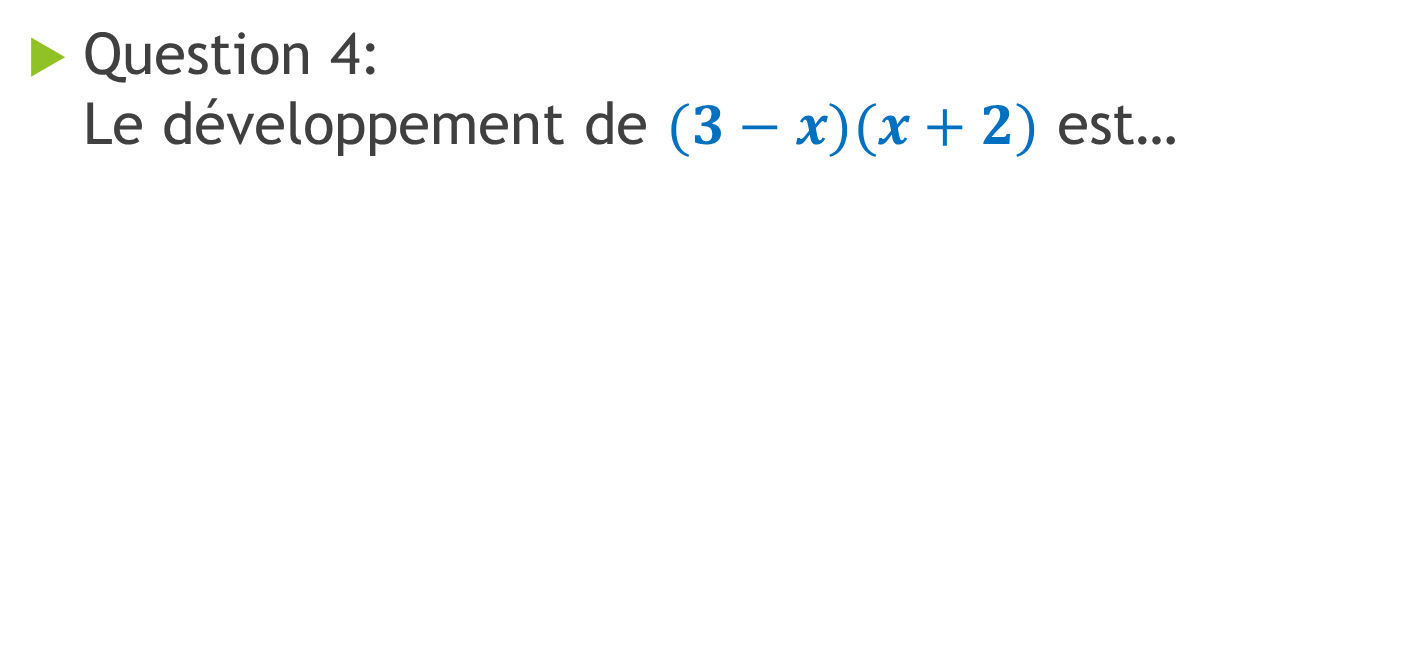 Question 4:
Le développement de (3 − x)(x + 2) est…